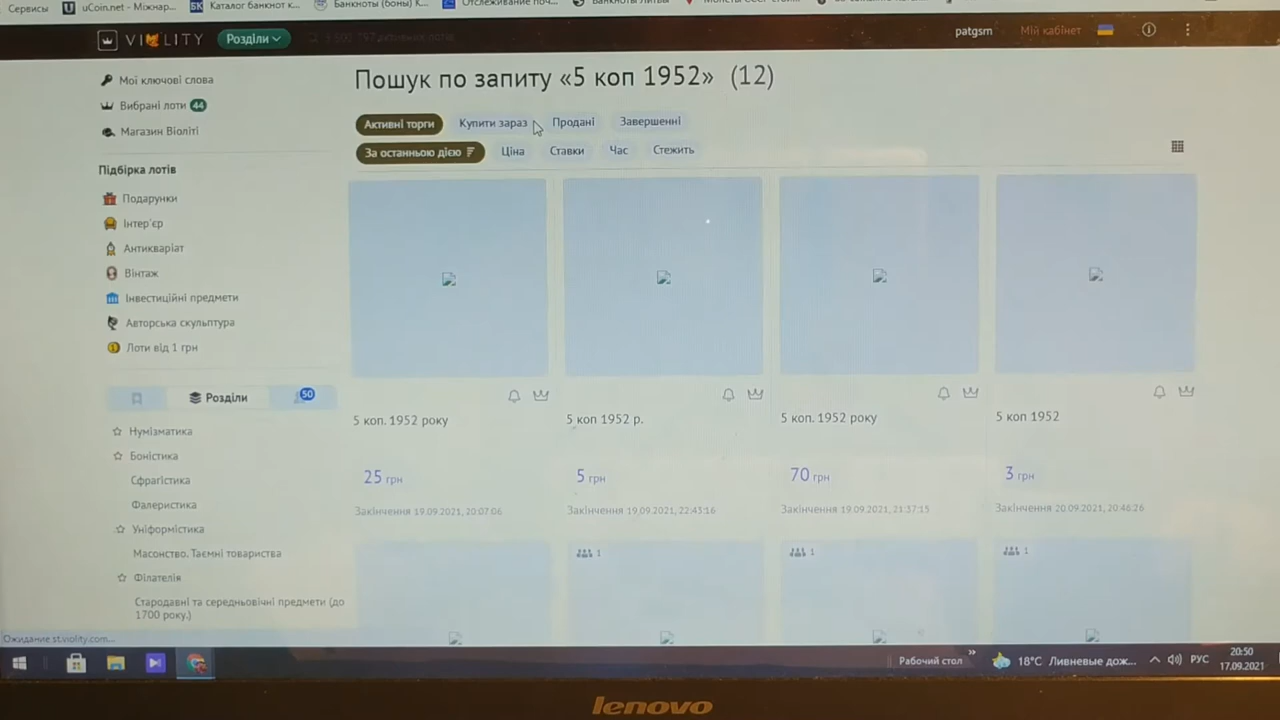 Сервисы
uCoin.net - Міжнар...
Каталог банкнот к...
Банкноты (боны) К...
Отслеживание поч...
VIOLITY
Розділи
patgsm
Мій кабінет
Мої ключові слова
Вибрані лоти 44
Магазин Віоліті
Підбірка лотів
Подарунки
Інтер'єр
Антикваріат
Вінтаж
Інвестиційні предмети
Авторська скульптура
Лоти від 1 грн
Розділи
50
Нумізматика
Боністика
Сфрагістика
Фалеристика
Уніформістика
Масонство. Таємні товариства
Філателія
Стародавні та середньовічні предмети (до
1700 року.)
Ожидание st.violity.com...
Пошук по запиту «5 коп 1952» (12)
Активні торги
Купити зараз
Продані
Завершенні
За останньою дією
Ціна
Ставки
Час
Стежить
5 коп. 1952 року
5 коп 1952 р.
5 коп. 1952 року
5 коп 1952
25 грн
5 грн
70 грн
3 грн
Закінчення 19.09.2021, 20:07:06
Закінчення 19.09.2021, 22:43:16
Закінчення 19.09.2021, 21:37:15
Закінчення 20.09.2021, 20:46:26
1
1
1
Рабочий стол
18°C Ливневые дож...
РУС
20:50
17.09.2021
lenovo